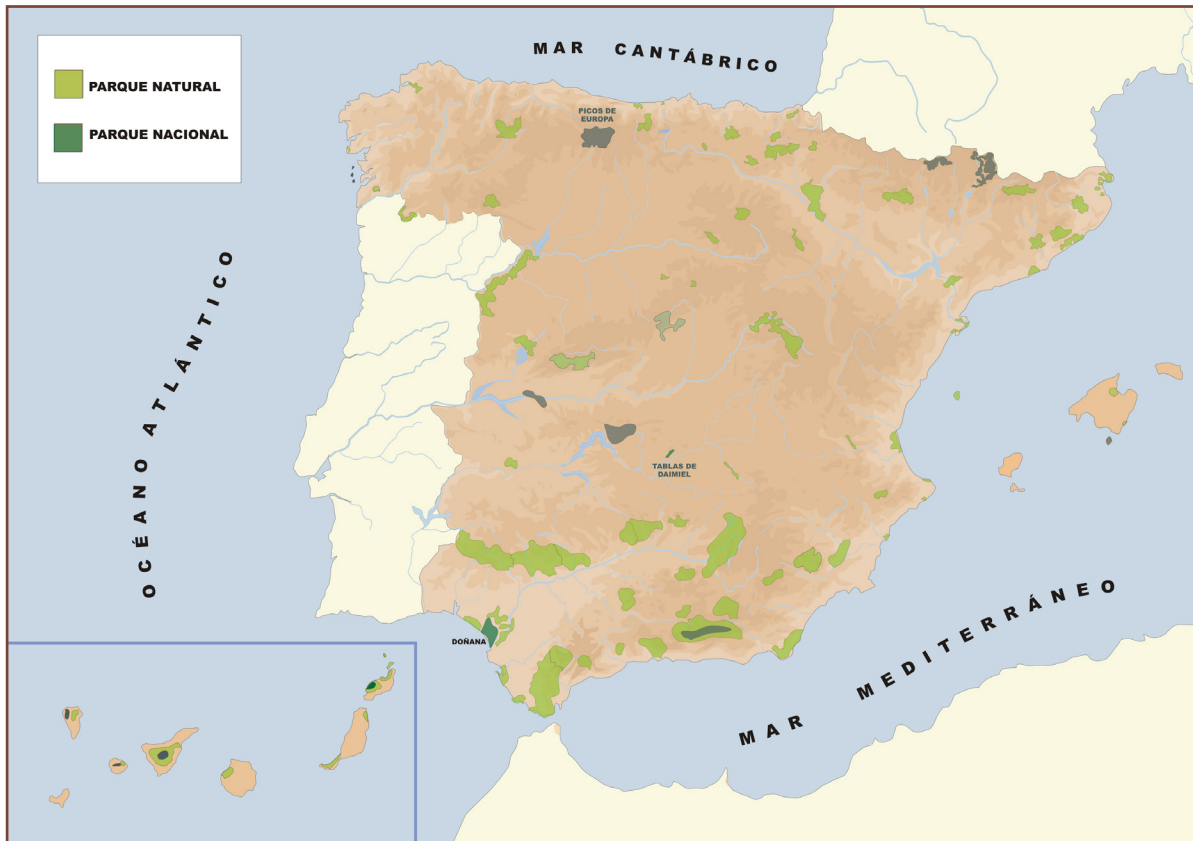 MAR CANTÁBRICO
PARQUE NATURAL
PARQUE NACIONAL
PICOS DE
EUROPA
OCÉANO ATLÁNTICO
TABLAS DE
DAIMIEL
DOÑANA
MAR MEDITERRÁNEO